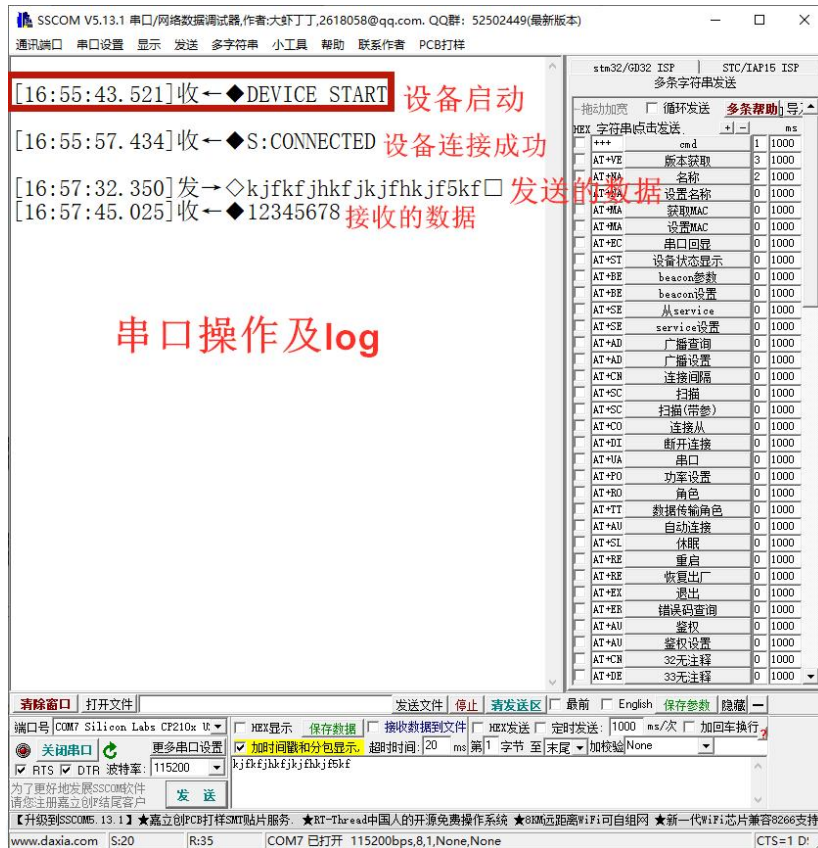 SSCOM V5.13.1 串口/网络数据调试器,作者:大虾丁丁,2618058@qq.com. QQ群: 52502449(最新版本)
通讯端口 串口设置 显示 发送 多字符串 小工具 帮助 联系作者 PCB打样
[16:55:43.521]收←◆DEVICE START 设备启动
[16:55:57.434]收←◆S:CONNECTED 设备连接成功
[16:57:32.350]发→◇kjfkfjhkfjkjfhkjf5kf□ 发送的数据
[16:57:45.025]收←◆12345678 接收的数据
串口操作及log
stm32/GD32 ISP STC/IAP15 ISP
多条字符串发送
拖动加宽 循环发送 多条帮助 导
HEX 字符串 点击发送 + - ms
+++ cmd 1 1000
AT+VE 版本获取 3 1000
AT+NA 名称 2 1000
AT+NA 设置名称 0 1000
AT+MA 获取MAC 0 1000
AT+MA 设置MAC 0 1000
AT+EC 串口回显 0 1000
AT+ST 设备状态显示 0 1000
AT+BE beacon参数 0 1000
AT+BE beacon设置 0 1000
AT+SE 从service 0 1000
AT+SE service设置 0 1000
AT+AD 广播查询 0 1000
AT+AD 广播设置 0 1000
AT+CN 连接间隔 0 1000
AT+SC 扫描 0 1000
AT+SC 扫描(带参) 0 1000
AT+CO 连接从 0 1000
AT+DI 断开连接 0 1000
AT+UA 串口 0 1000
AT+PO 功率设置 0 1000
AT+RO 角色 0 1000
AT+TT 数据传输角色 0 1000
AT+AU 自动连接 0 1000
AT+SL 休眠 0 1000
AT+RE 重启 0 1000
AT+RE 恢复出厂 0 1000
AT+EX 退出 0 1000
AT+ER 错误码查询 0 1000
AT+AU 鉴权 0 1000
AT+AU 鉴权设置 0 1000
AT+CN 32无注释 0 1000
AT+DE 33无注释 0 1000
清除窗口 打开文件 发送文件 停止 清发送区 最前 English 保存参数 隐藏 —
端口号 COM7 Silicon Labs CP210x HEX显示 保存数据 接收数据到文件 HEX发送 定时发送: 1000 ms/次 加回车换行
关闭串口 更多串口设置 加时间戳和分包显示. 超时时间: 20 ms 第 1 字节 至 末尾 加校验 None
RTS DTR 波特率: 115200 kjfkfjhkfjkjfhkjf5kf
为了更好地发展SSCOM软件
请您注册嘉立创F结尾客户 发 送
【升级到SSCOM5.13.1】★嘉立创PCB打样SMT贴片服务. ★RT-Thread中国人的开源免费操作系统 ★8KM远距离WiFi可自组网 ★新一代WiFi芯片兼容8266支持
www.daxia.com S:20 R:35 COM7 已打开 115200bps,8,1,None,None CTS=1